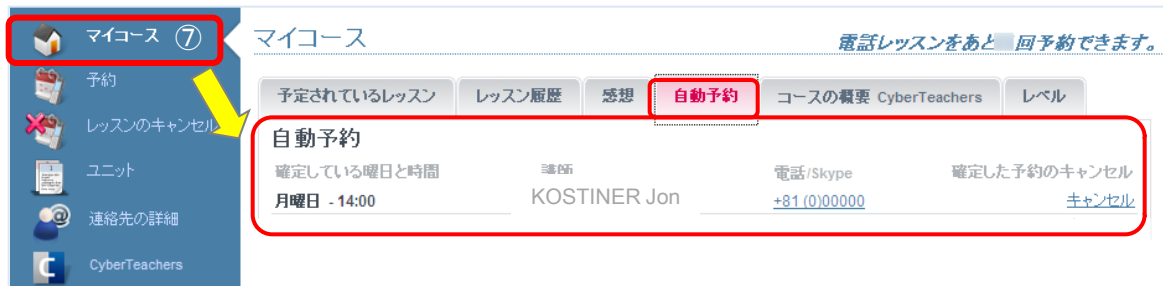 マイコース ⑦
予約
レッスンのキャンセル
ユニット
連絡先の詳細
CyberTeachers
マイコース
電話レッスンをあと 回予約できます。
予定されているレッスン レッスン履歴 感想 自動予約 コースの概要 CyberTeachers レベル
自動予約
確定している曜日と時間 講師 電話/Skype 確定した予約のキャンセル
月曜日 - 14:00 KOSTINER Jon +81 (0)00000 キャンセル